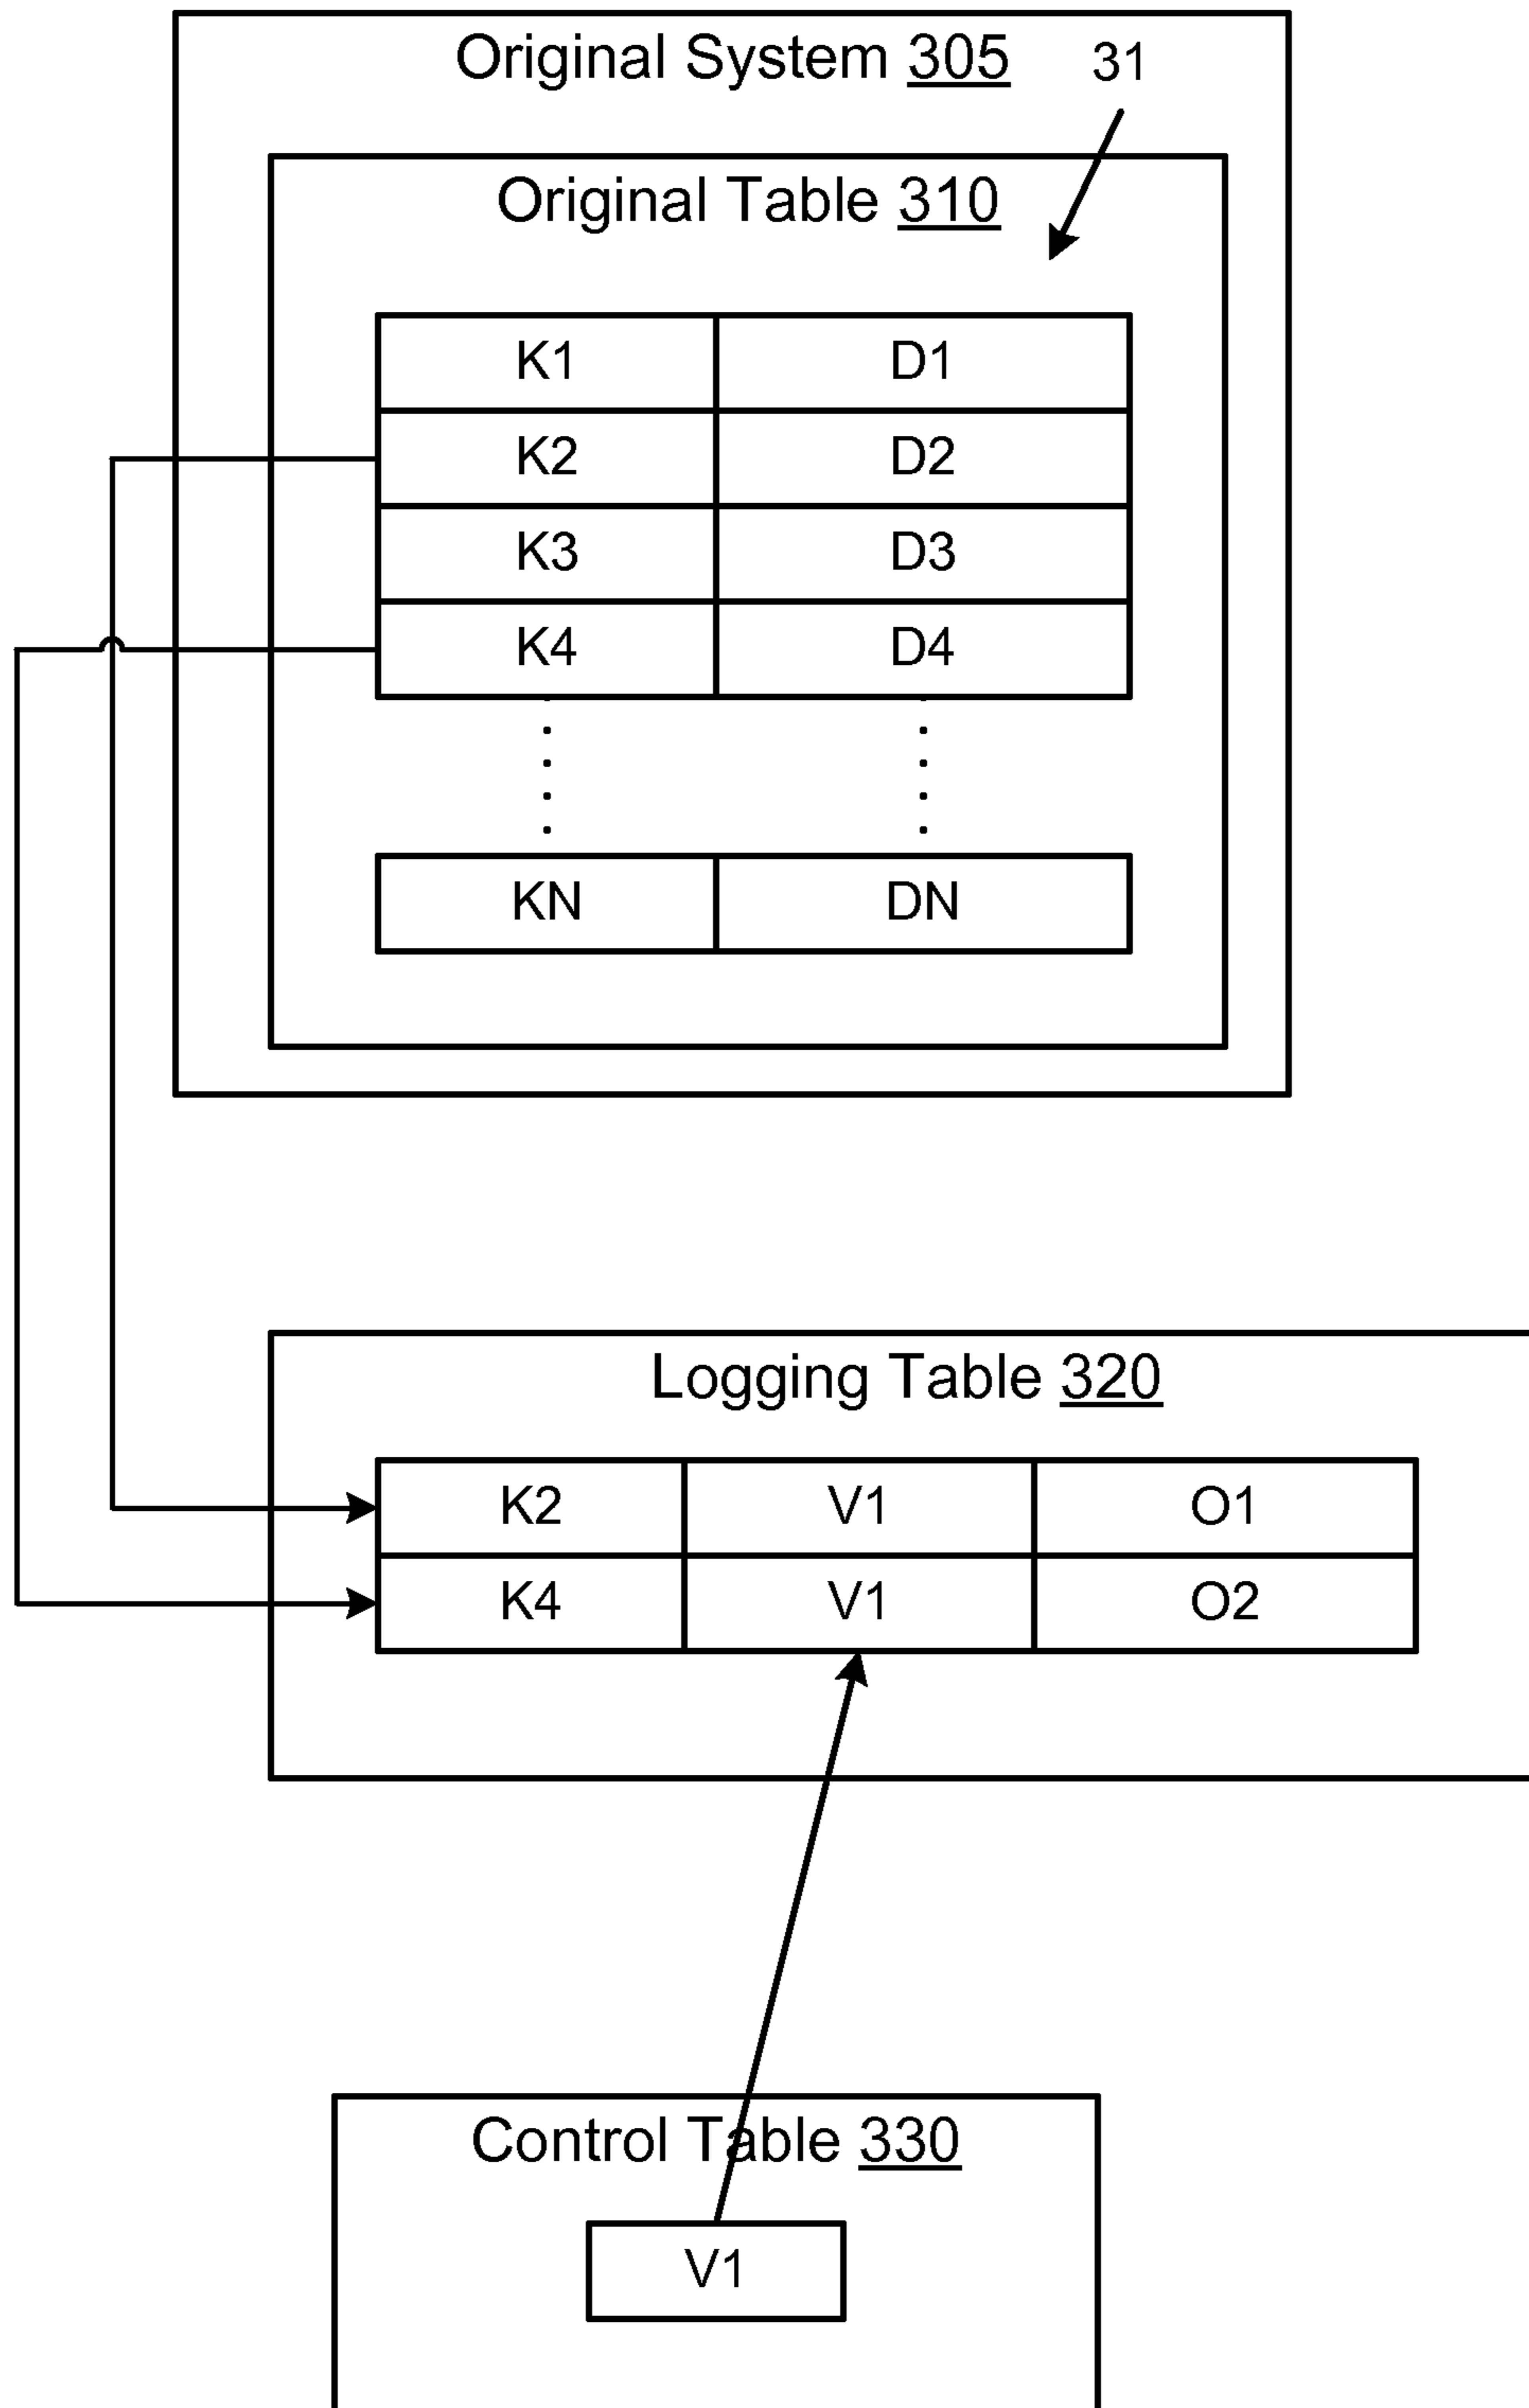 Original System 305 31
Original Table 310
K1 D1
K2 D2
K3 D3
K4 D4
KN DN
Logging Table 320
K2 V1 O1
K4 V1 O2
Control Table 330
V1